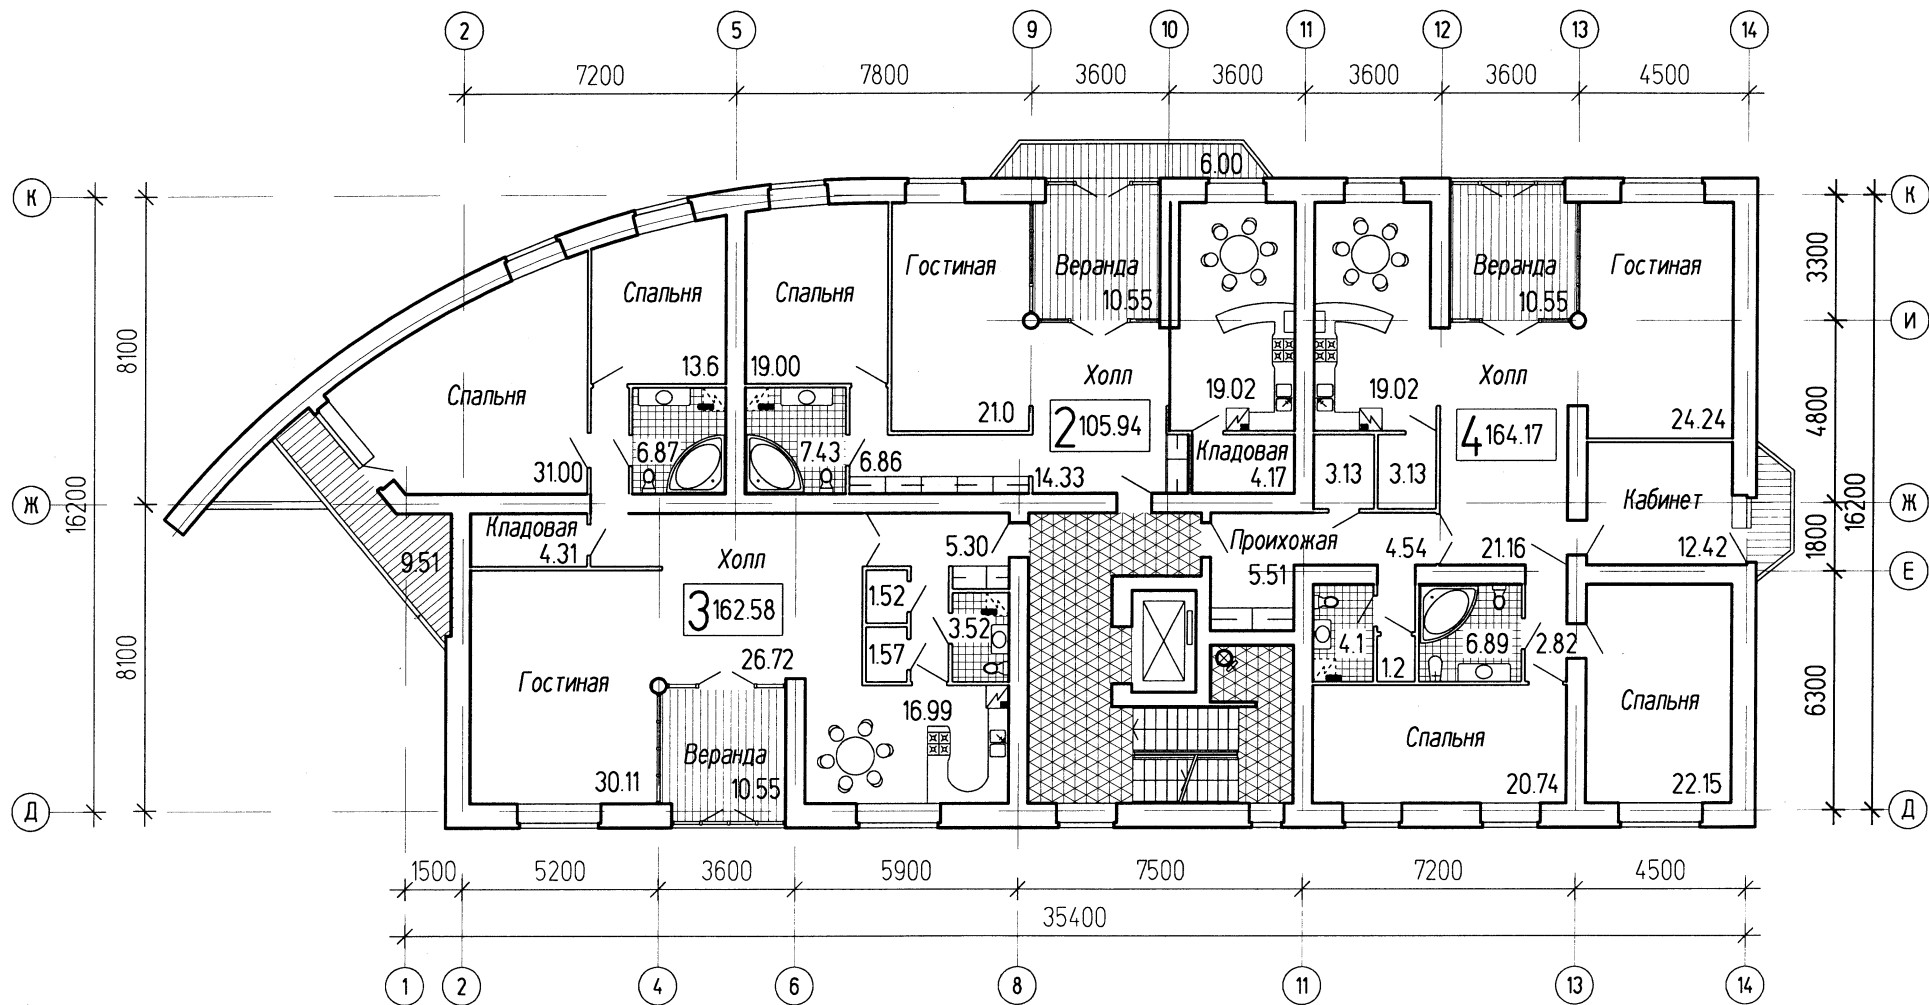 2 5 9 10 11 12 13 14
7200 7800 3600 3600 3600 3600 4500
К 6.00 К
3300
Спальня Спальня Гостиная Веранда Веранда Гостиная
10.55 10.55
И
8100
Спальня 13.6 19.00 Холл 19.02 19.02 Холл
21.0 2 105.94 4 164.17 24.24
4800
6.87 7.43 6.86 Кладовая
31.00 14.33 4.17 3.13 3.13
Ж 16200 Кабинет 16200 Ж
Кладовая
4.31 9.51 Холл 5.30 Проихожая 4.54 21.16 12.42
1800
5.51 Е
3 162.58 1.52 3.52 4.1 6.89 2.82
1.57 1.2
8100
Гостиная 26.72 6300
Спальня
16.99 Спальня
Веранда
30.11 10.55 20.74 22.15
Д Д
1500 5200 3600 5900 7500 7200 4500
35400
1 2 4 6 8 11 13 14